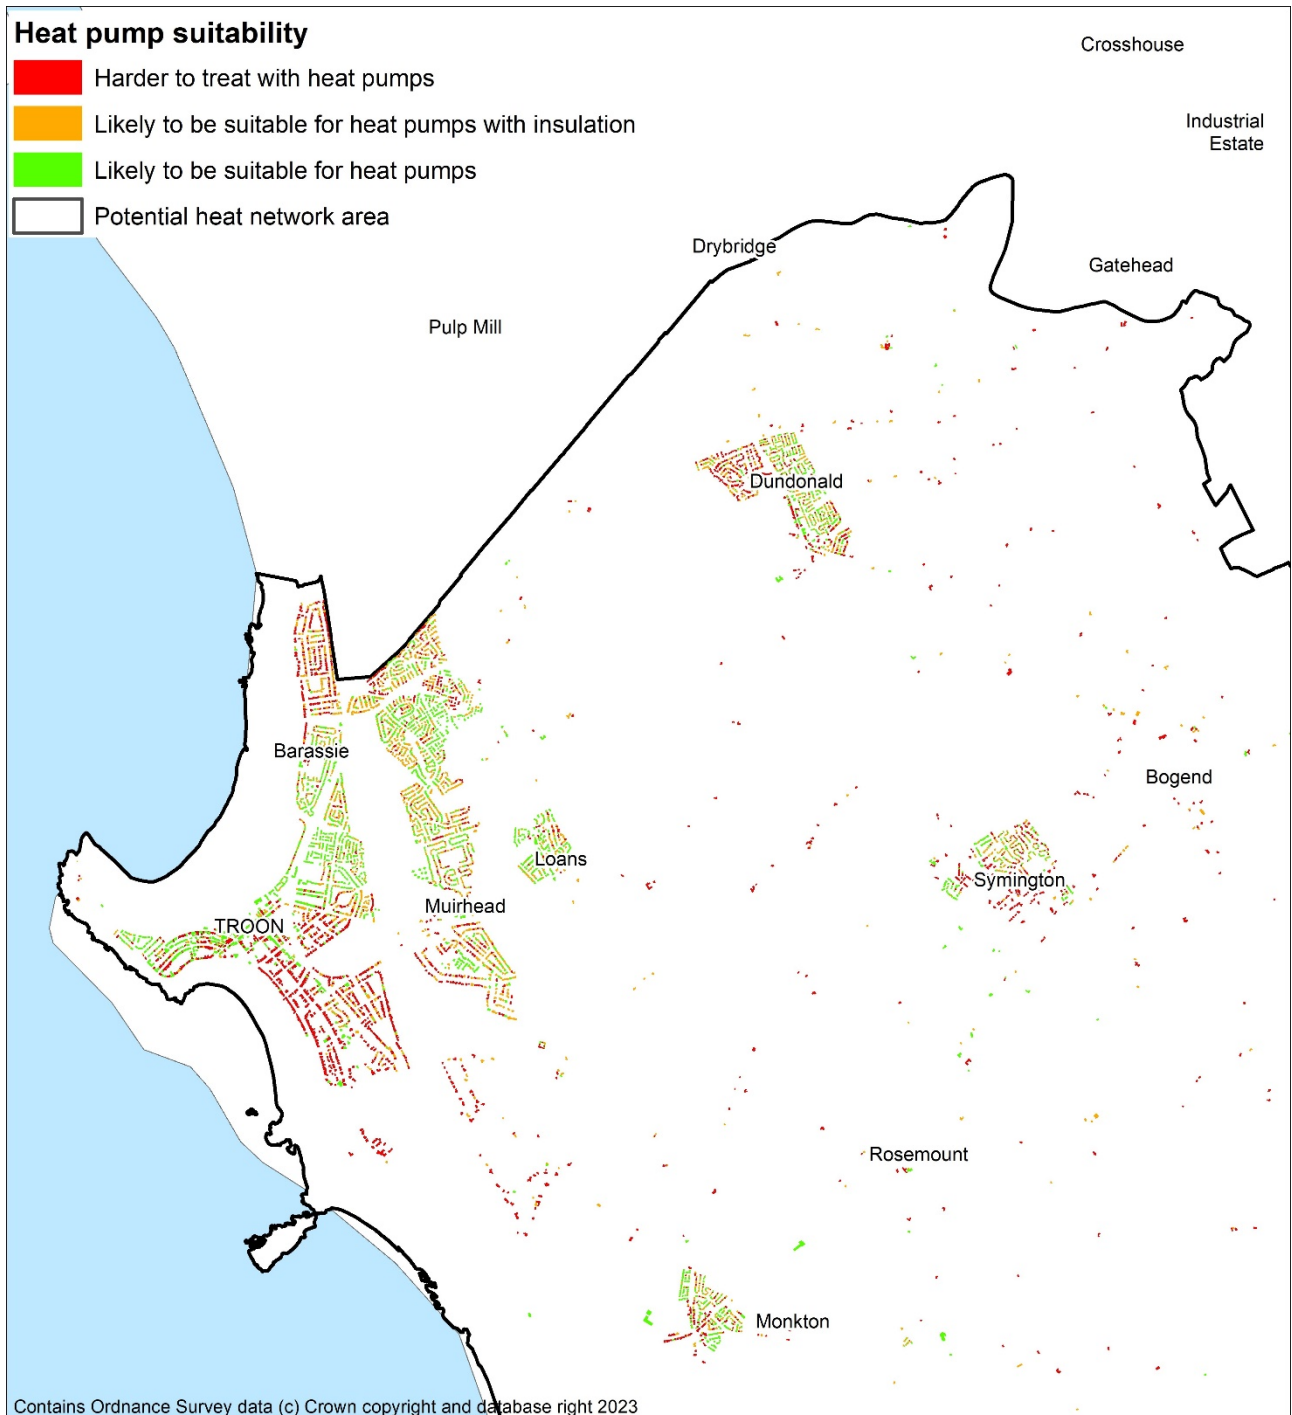 Heat pump suitability
Harder to treat with heat pumps
Likely to be suitable for heat pumps with insulation
Likely to be suitable for heat pumps
Potential heat network area
Crosshouse
Industrial
Estate
Drybridge
Gatehead
Pulp Mill
Dundonald
Barassie
Bogend
Loans
Symington
Muirhead
TROON
Rosemount
Monkton
Contains Ordnance Survey data (c) Crown copyright and database right 2023